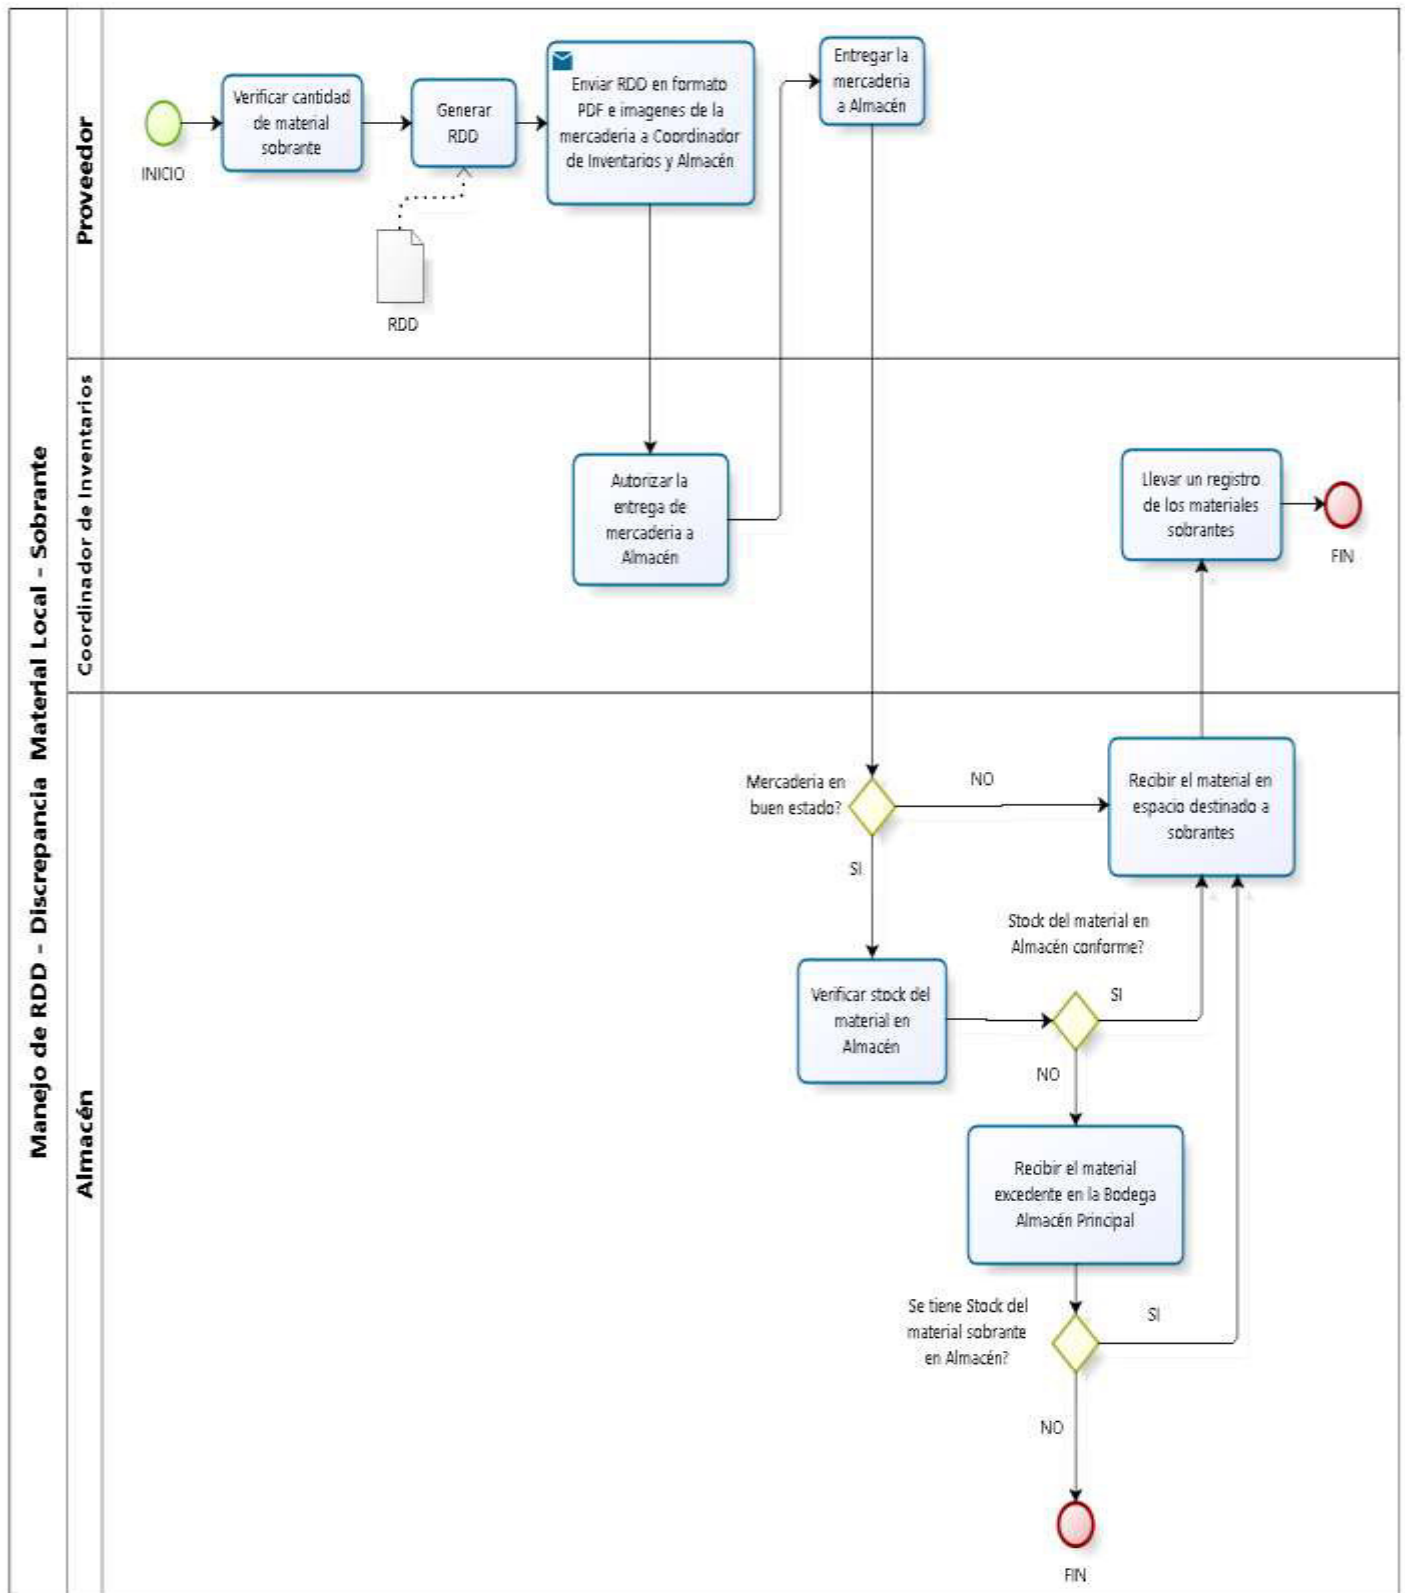 Manejo de RDD - Discrepancia Material Local - Sobrante
Proveedor
INICIO
Verificar cantidad
de material
sobrante
Generar
RDD
RDD
Enviar RDD en formato
PDF e imagenes de la
mercaderia a Coordinador
de Inventarios y Almacén
Entregar la
mercaderia
a Almacén
Coordinador de Inventarios
Autorizar la
entrega de
mercaderia a
Almacén
Llevar un registro
de los materiales
sobrantes
FIN
Almacén
Mercaderia en
buen estado?
NO
SI
Recibir el material en
espacio destinado a
sobrantes
Verificar stock del
material en
Almacén
Stock del material en
Almacén conforme?
SI
NO
Recibir el material
excedente en la Bodega
Almacén Principal
Se tiene Stock del
material sobrante
en Almacén?
SI
NO
FIN